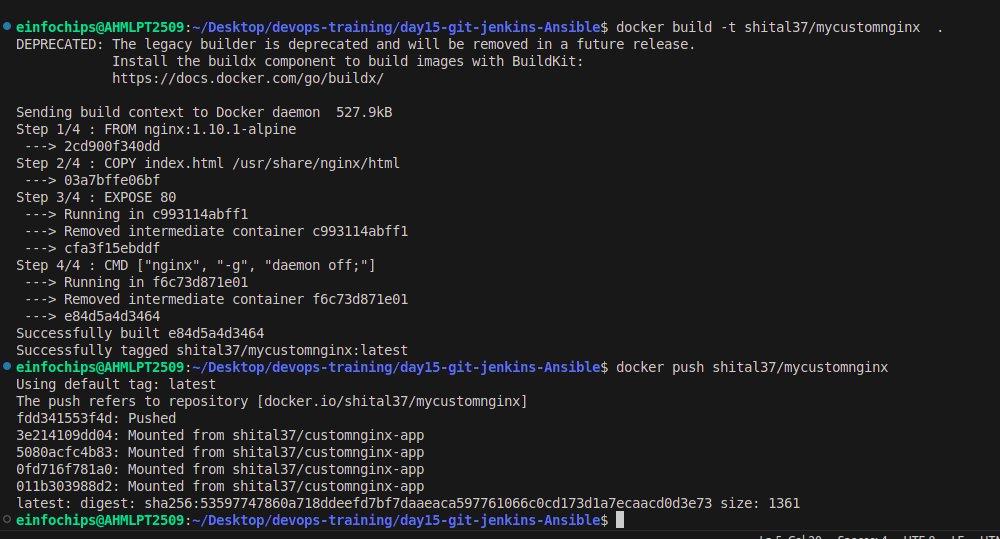 einfochips@AHMLPT2509:~/Desktop/devops-training/day15-git-jenkins-Ansible$ docker build -t shital37/mycustomnginx  .
DEPRECATED: The legacy builder is deprecated and will be removed in a future release.
            Install the buildx component to build images with BuildKit:
            https://docs.docker.com/go/buildx/

Sending build context to Docker daemon  527.9kB
Step 1/4 : FROM nginx:1.10.1-alpine
 ---> 2cd900f340dd
Step 2/4 : COPY index.html /usr/share/nginx/html
 ---> 03a7bffe06bf
Step 3/4 : EXPOSE 80
 ---> Running in c993114abff1
 ---> Removed intermediate container c993114abff1
 ---> cfa3f15ebddf
Step 4/4 : CMD ["nginx", "-g", "daemon off;"]
 ---> Running in f6c73d871e01
 ---> Removed intermediate container f6c73d871e01
 ---> e84d5a4d3464
Successfully built e84d5a4d3464
Successfully tagged shital37/mycustomnginx:latest
einfochips@AHMLPT2509:~/Desktop/devops-training/day15-git-jenkins-Ansible$ docker push shital37/mycustomnginx
Using default tag: latest
The push refers to repository [docker.io/shital37/mycustomnginx]
fdd341553f4d: Pushed
3e214109dd04: Mounted from shital37/customnginx-app
5080acfc4b83: Mounted from shital37/customnginx-app
0fd716f781a0: Mounted from shital37/customnginx-app
011b303988d2: Mounted from shital37/customnginx-app
latest: digest: sha256:53597747860a718ddeefd7bf7daaeaca597761066c0cd173d1a7ecaacd0d3e73 size: 1361
einfochips@AHMLPT2509:~/Desktop/devops-training/day15-git-jenkins-Ansible$